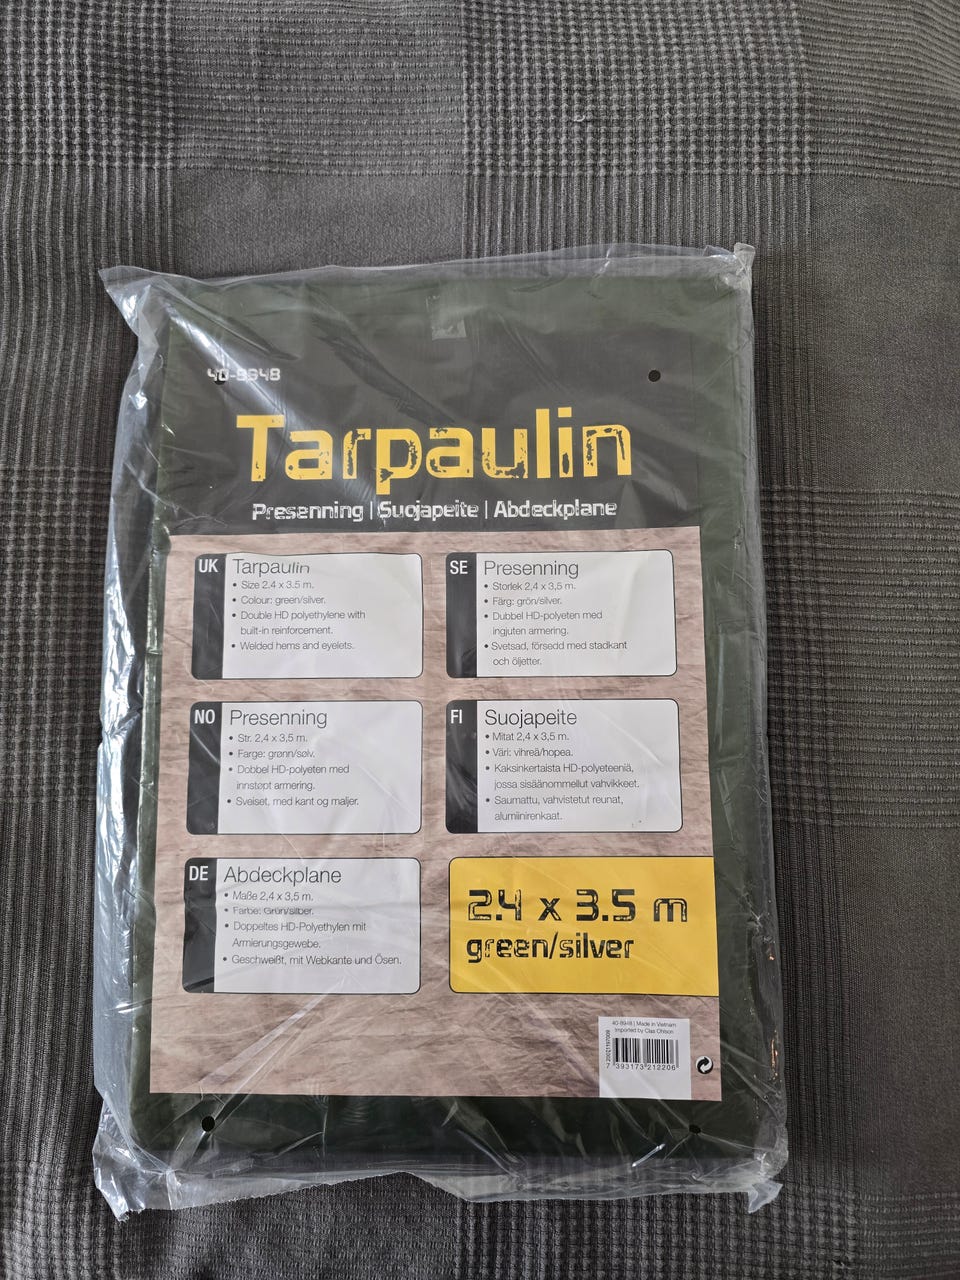 40-8948
Tarpaulin
Presenning | Suojapeite | Abdeckplane
UK Tarpaulin
• Size 2.4 x 3.5 m.
• Colour: green/silver.
• Double HD polyethylene with
built-in reinforcement.
• Welded hems and eyelets.
SE Presenning
• Storlek 2,4 x 3,5 m.
• Färg: grön/silver.
• Dubbel HD-polyeten med
ingjuten armering.
• Svetsad, försedd med stadkant
och öljetter.
NO Presenning
• Str. 2,4 x 3,5 m.
• Farge: grønn/sølv.
• Dobbel HD-polyeten med
innstøpt armering.
• Sveiset, med kant og maljer.
FI Suojapeite
• Mitat 2,4 x 3,5 m.
• Väri: vihreä/hopea.
• Kaksinkertaista HD-polyeteeniä,
jossa sisäänommellut vahvikkeet.
• Saumattu, vahvistetut reunat,
alumiinirenkaat.
DE Abdeckplane
• Maße 2,4 x 3,5 m.
• Farbe: Grün/silber.
• Doppeltes HD-Polyethylen mit
Armierungsgewebe.
• Geschweißt, mit Webkante und Ösen.
2.4 x 3.5 m
green/silver
40-8948 | Made in Vietnam
Imported by Clas Ohlson
7 393173 212206